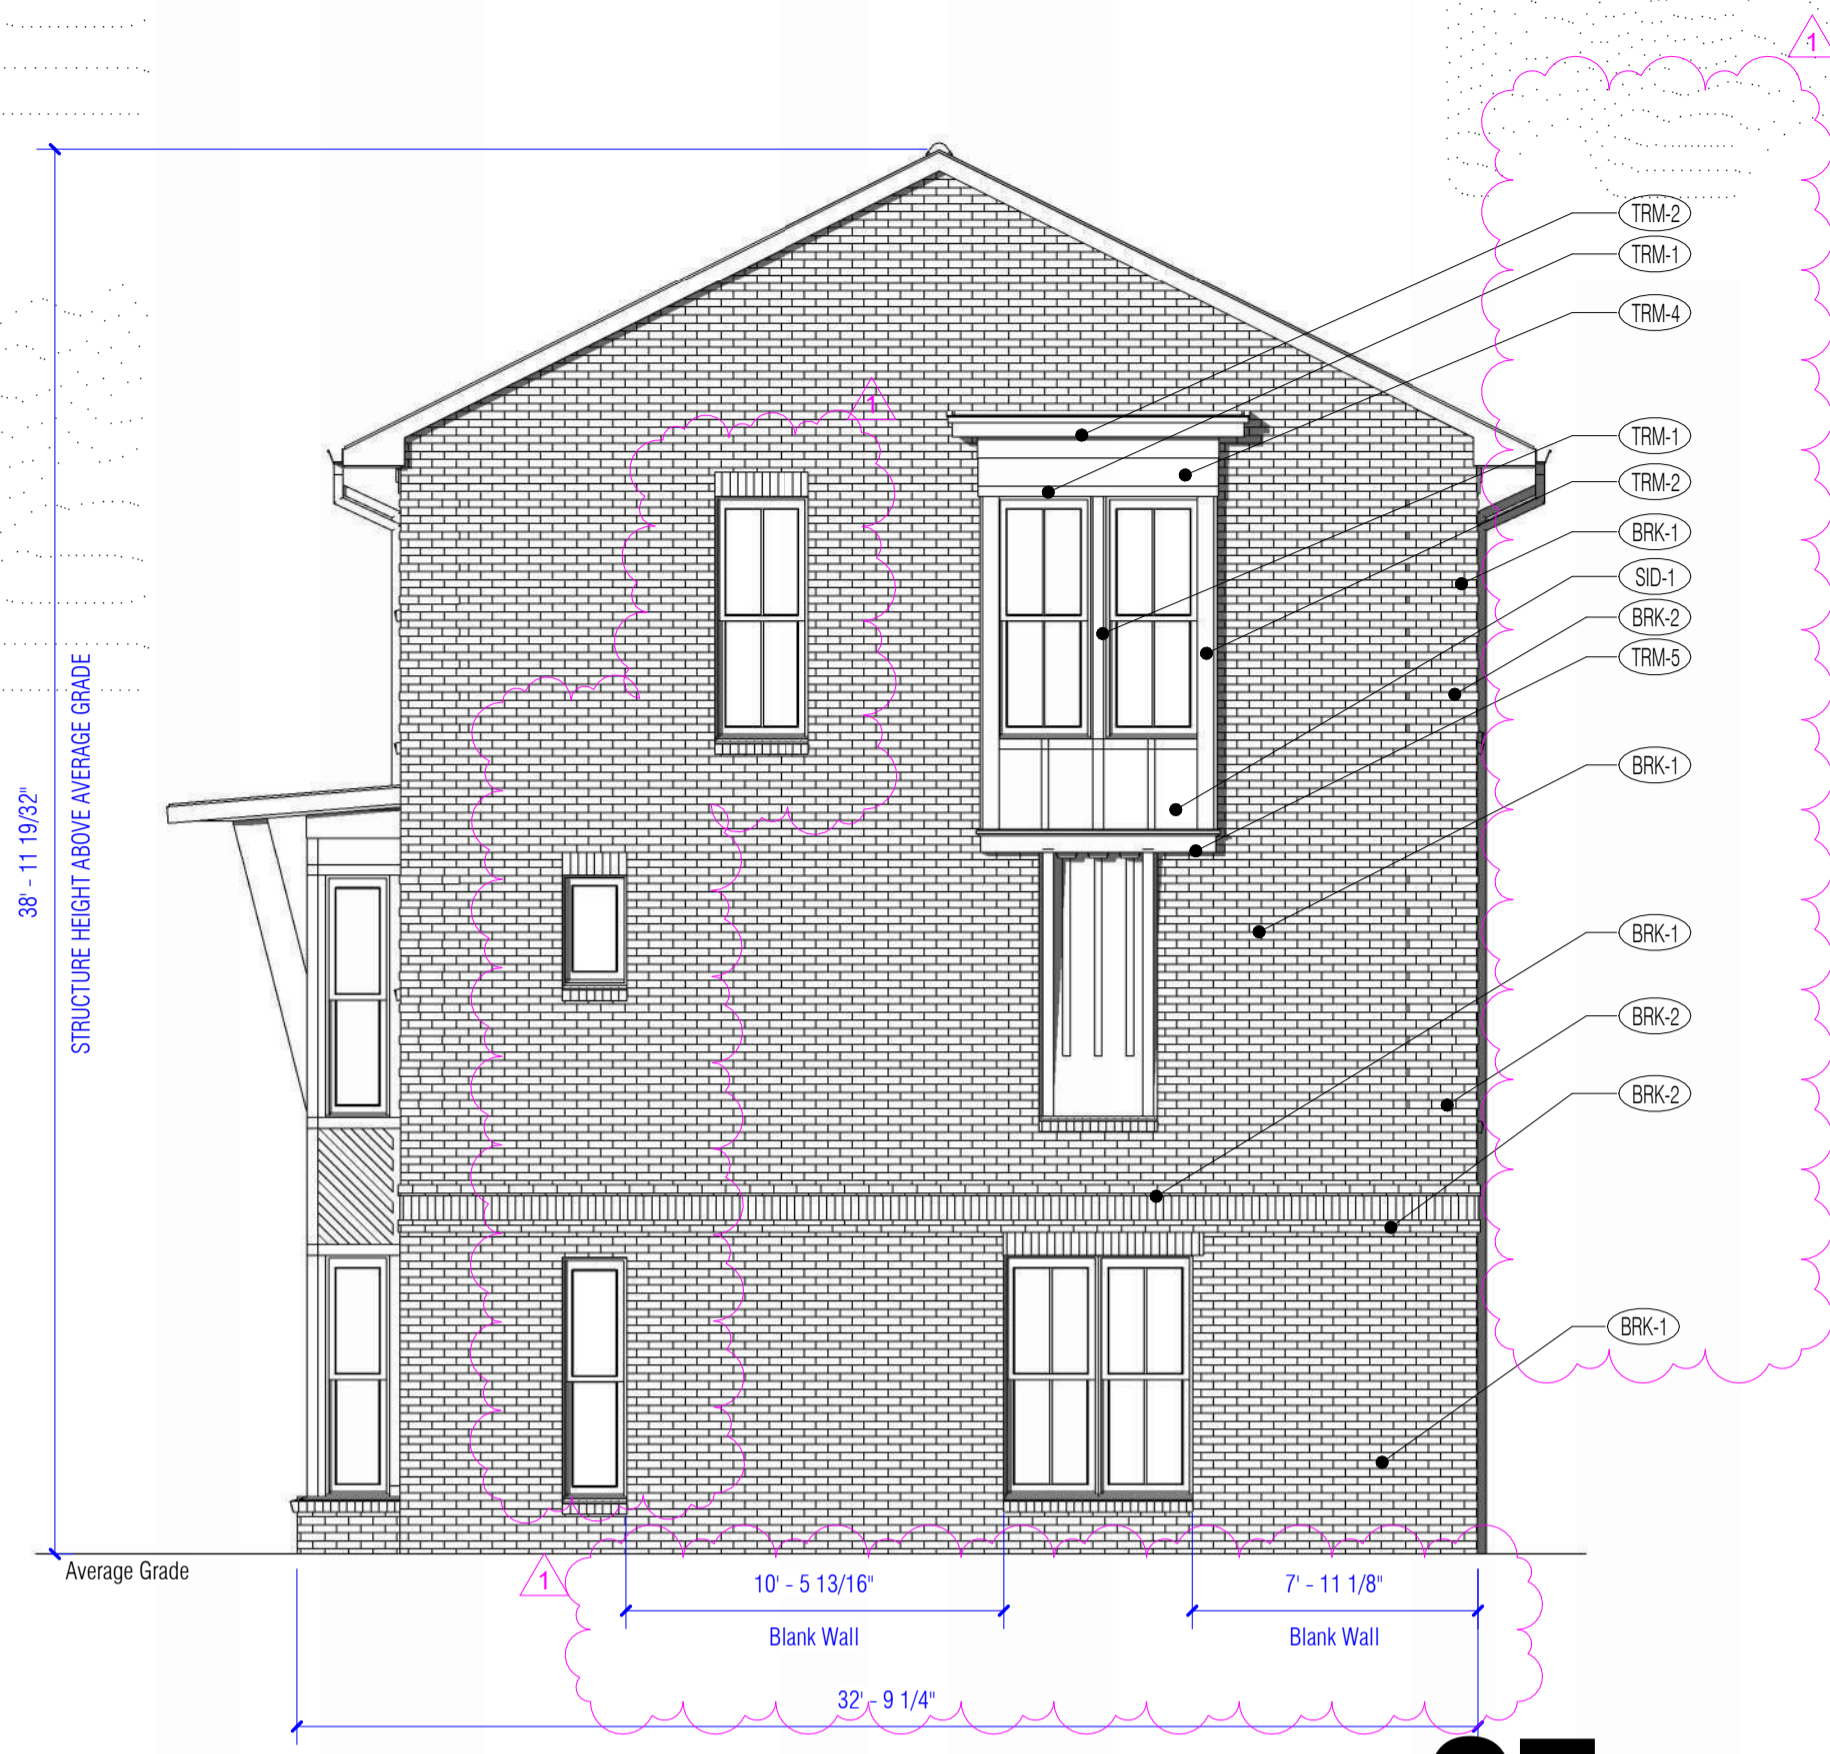 1
TRM-2
TRM-1
TRM-4
1
TRM-1
TRM-2
BRK-1
SID-1
BRK-2
TRM-5
BRK-1
38' - 11 19/32"
STRUCTURE HEIGHT ABOVE AVERAGE GRADE
BRK-1
BRK-2
BRK-2
BRK-1
Average Grade
1
10' - 5 13/16"
7' - 11 1/8"
Blank Wall
Blank Wall
32' - 9 1/4"